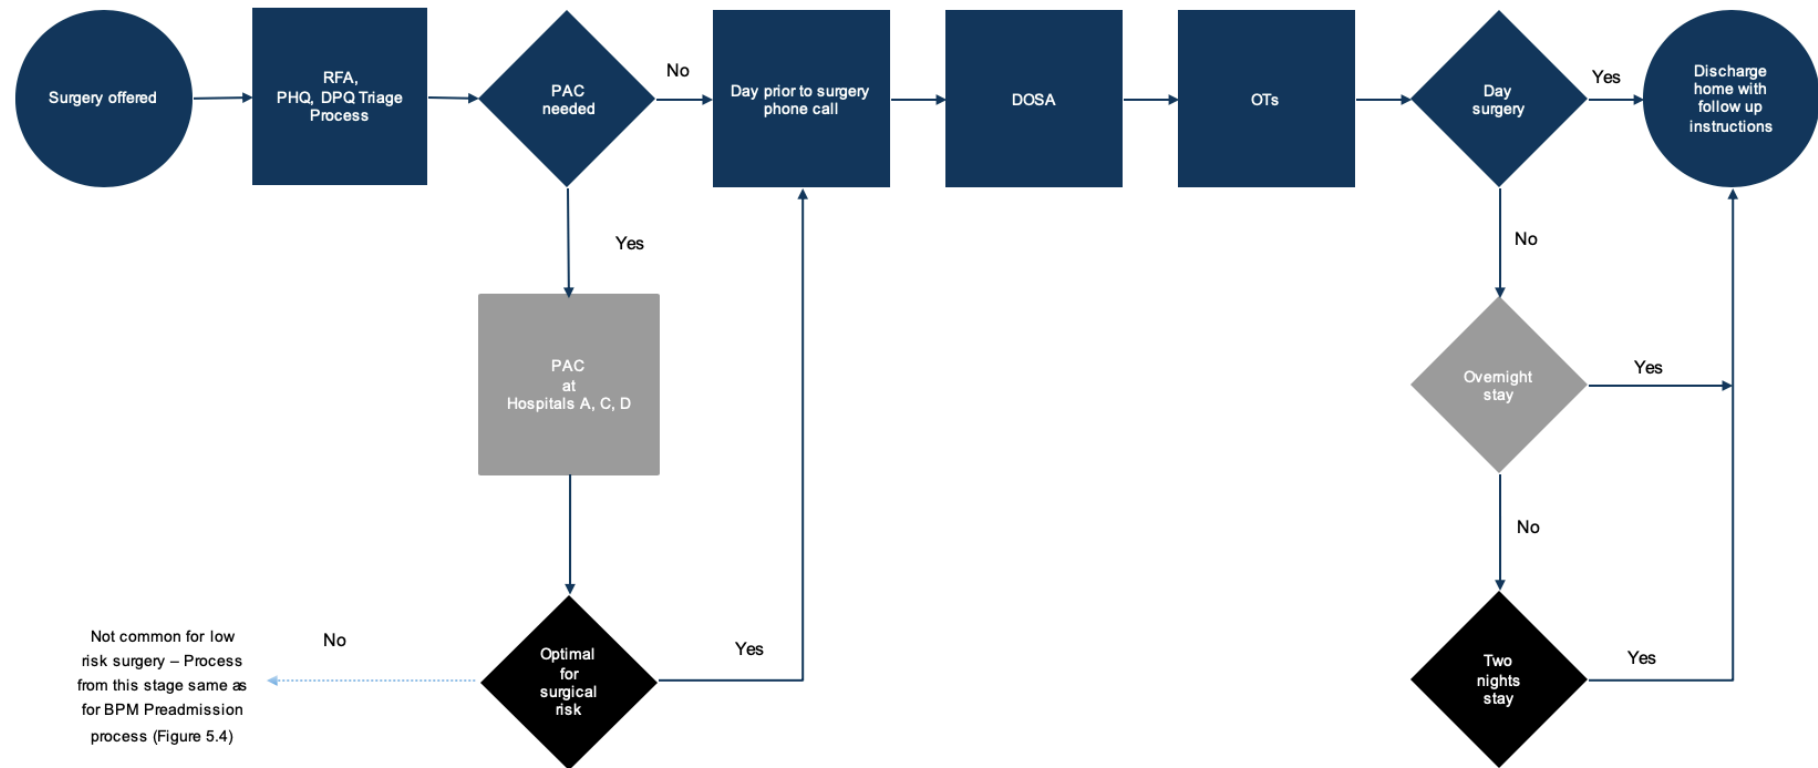 Surgery offered
RFA,
PHQ, DPQ Triage
Process
PAC
needed
No
Day prior to surgery
phone call
DOSA
OTs
Day
surgery
Yes
Discharge
home with
follow up
instructions
Yes
No
PAC
at
Hospitals A, C, D
Overnight
stay
Yes
No
Not common for low
risk surgery – Process
from this stage same as
for BPM Preadmission
process (Figure 5.4)
No
Optimal
for
surgical
risk
Yes
Two
nights
stay
Yes